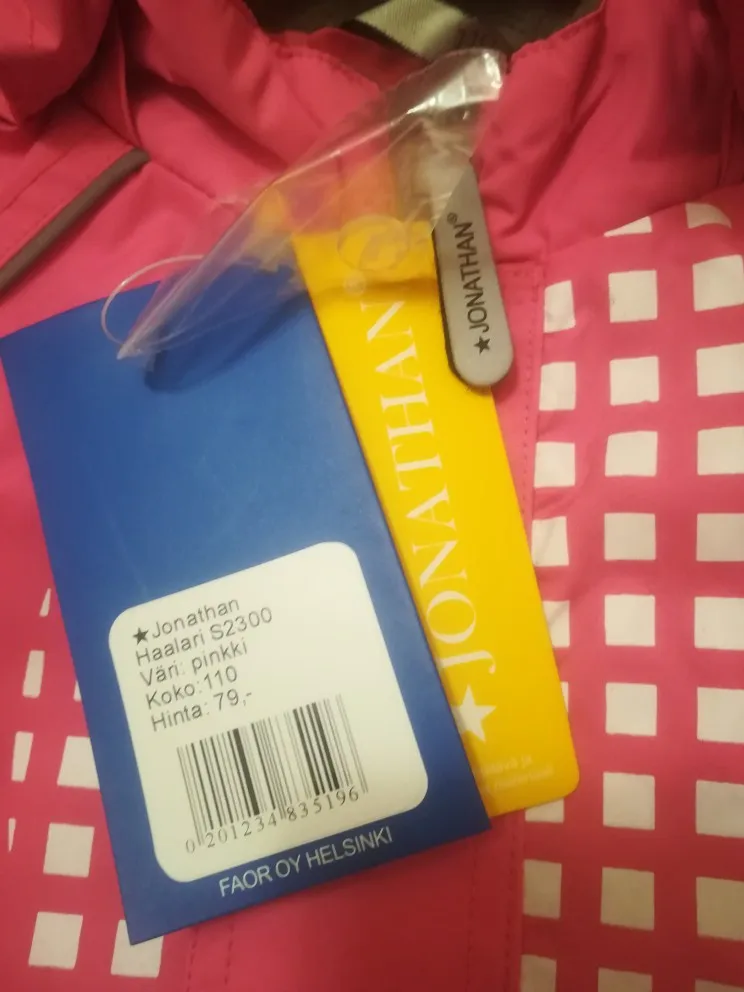 ★JONATHAN®
★JONATHAN®
★Jonathan
Haalari S2300
Väri: pinkki
Koko:110
Hinta: 79,-
0 201234 835196
FAOR OY HELSINKI